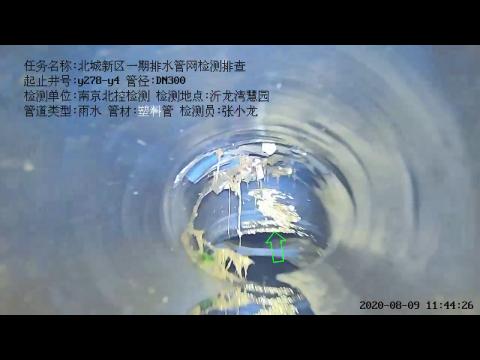 任务名称:北城新区一期排水管网检测排查
起止井号:y278-y4 管径:DN300
检测单位:南京北控检测 检测地点:沂龙湾慧园
管道类型:雨水 管材:塑料管 检测员:张小龙
2020-08-09 11:44:26